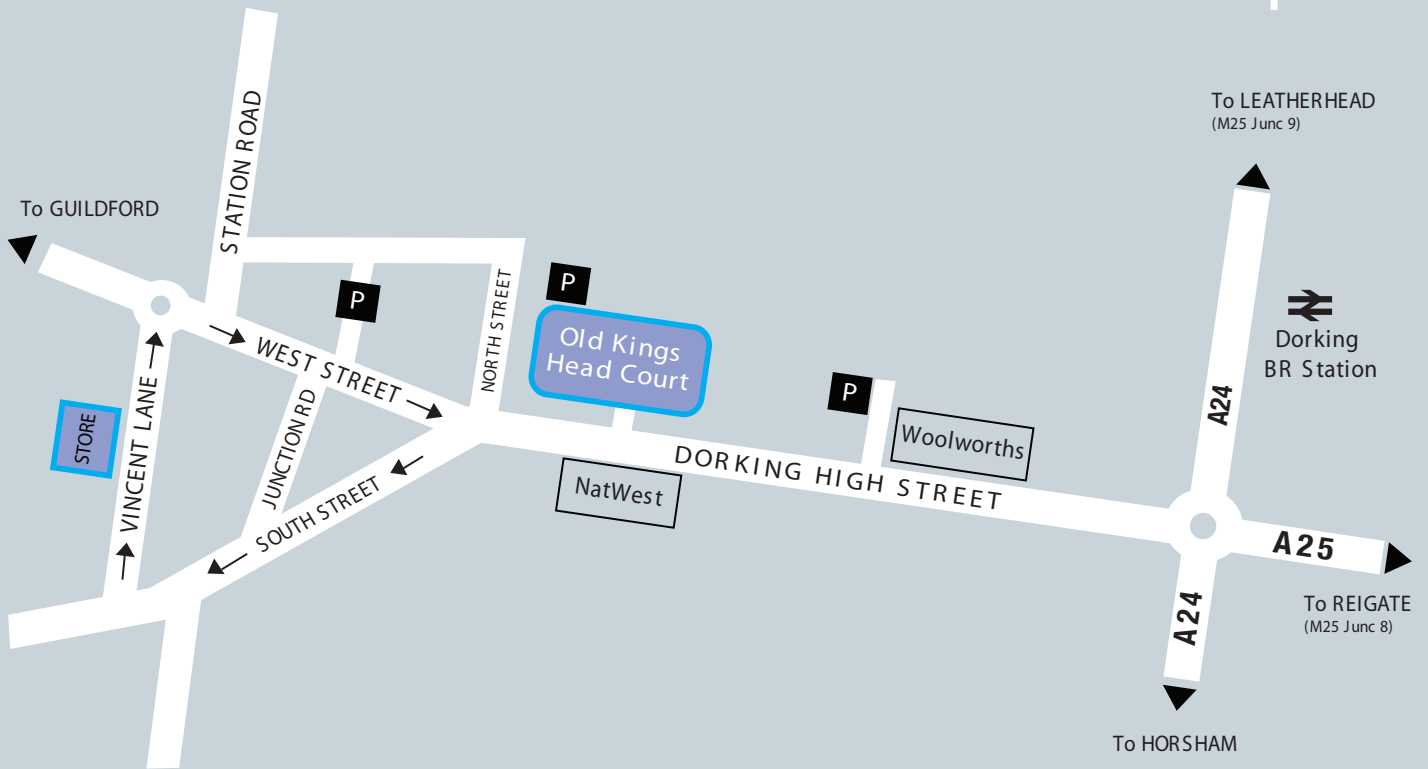 To LEATHERHEAD
(M25 Junc 9)
STATION ROAD
To GUILDFORD
P
P
NORTH STREET
Old Kings
Head Court
Dorking
BR Station
WEST STREET
P
A24
STORE
VINCENT LANE
JUNCTION RD
Woolworths
DORKING HIGH STREET
NatWest
SOUTH STREET
A25
To REIGATE
(M25 Junc 8)
A24
To HORSHAM